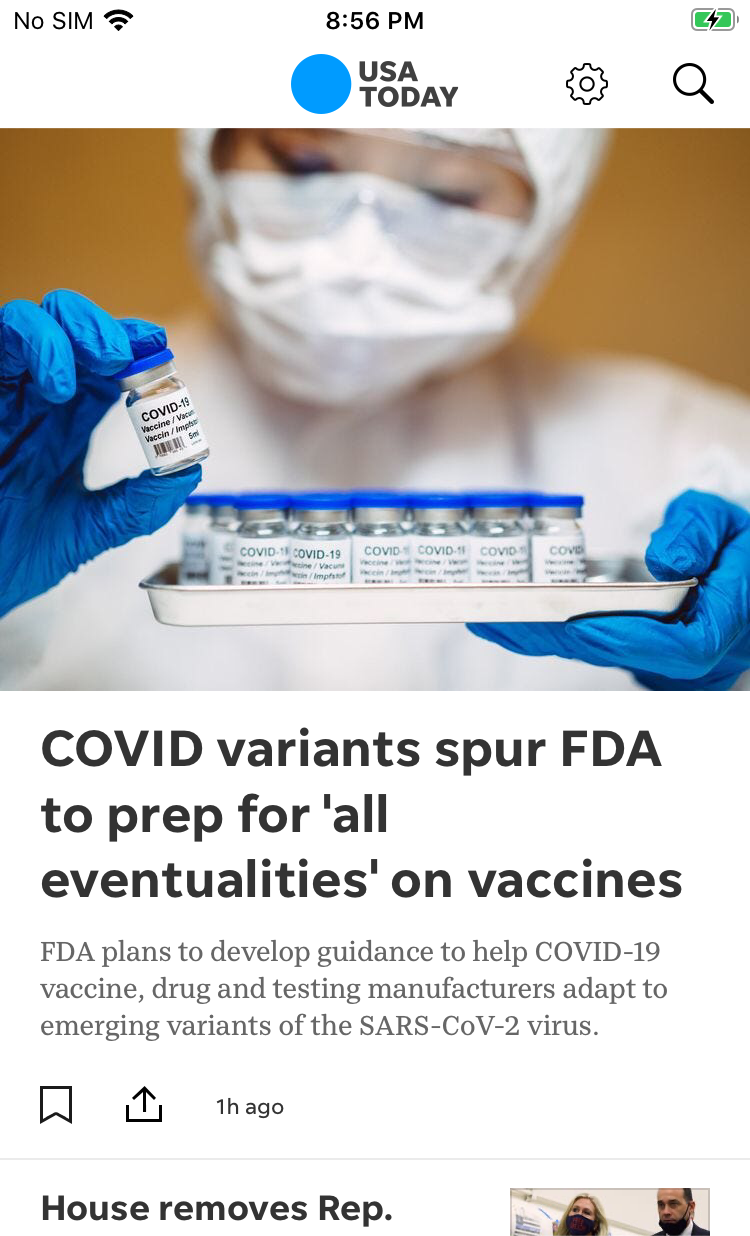 No SIM
8:56 PM
USA
TODAY
COVID-19
Vaccine / Vacun
Vaccin / Impfstof
5ml
COVID-19
COVID-19
COVID-19
COVID-19
COVID-19
COVID variants spur FDA
to prep for 'all
eventualities' on vaccines
FDA plans to develop guidance to help COVID-19
vaccine, drug and testing manufacturers adapt to
emerging variants of the SARS-CoV-2 virus.
1h ago
House removes Rep.